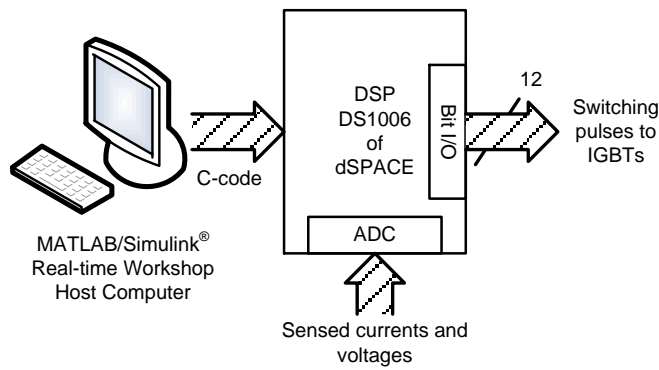 MATLAB/Simulink®
Real-time Workshop
Host Computer
C-code
DSP
DS1006
of
dSPACE
Bit I/O
ADC
12
Switching
pulses to
IGBTs
Sensed currents and
voltages